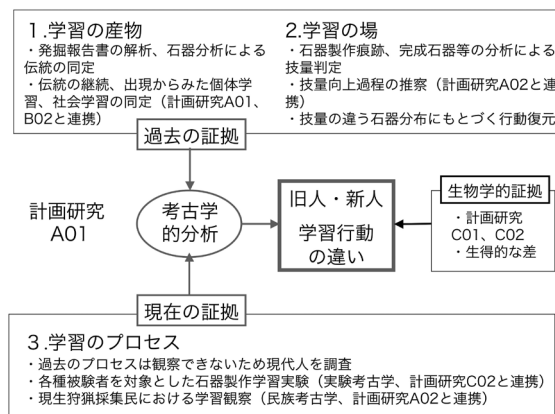 1.学習の産物
・発掘報告書の解析、石器分析による
伝統の同定
・伝統の継続、出現からみた個体学
習、社会学習の同定（計画研究A01、
B02と連携）
2.学習の場
・石器製作痕跡、完成石器等の分析による
技量判定
・技量向上過程の推察（計画研究A02と連
携）
・技量の違う石器分布にもとづく行動復元
過去の証拠
計画研究
A01
考古学
的分析
旧人・新人
学習行動
の違い
生物学的証拠
・計画研究
C01、C02
・生得的な差
現在の証拠
3.学習のプロセス
・過去のプロセスは観察できないため現代人を調査
・各種被験者を対象とした石器製作学習実験（実験考古学、計画研究C02と連携）
・現生狩猟採集民における学習観察（民族考古学、計画研究A02と連携）